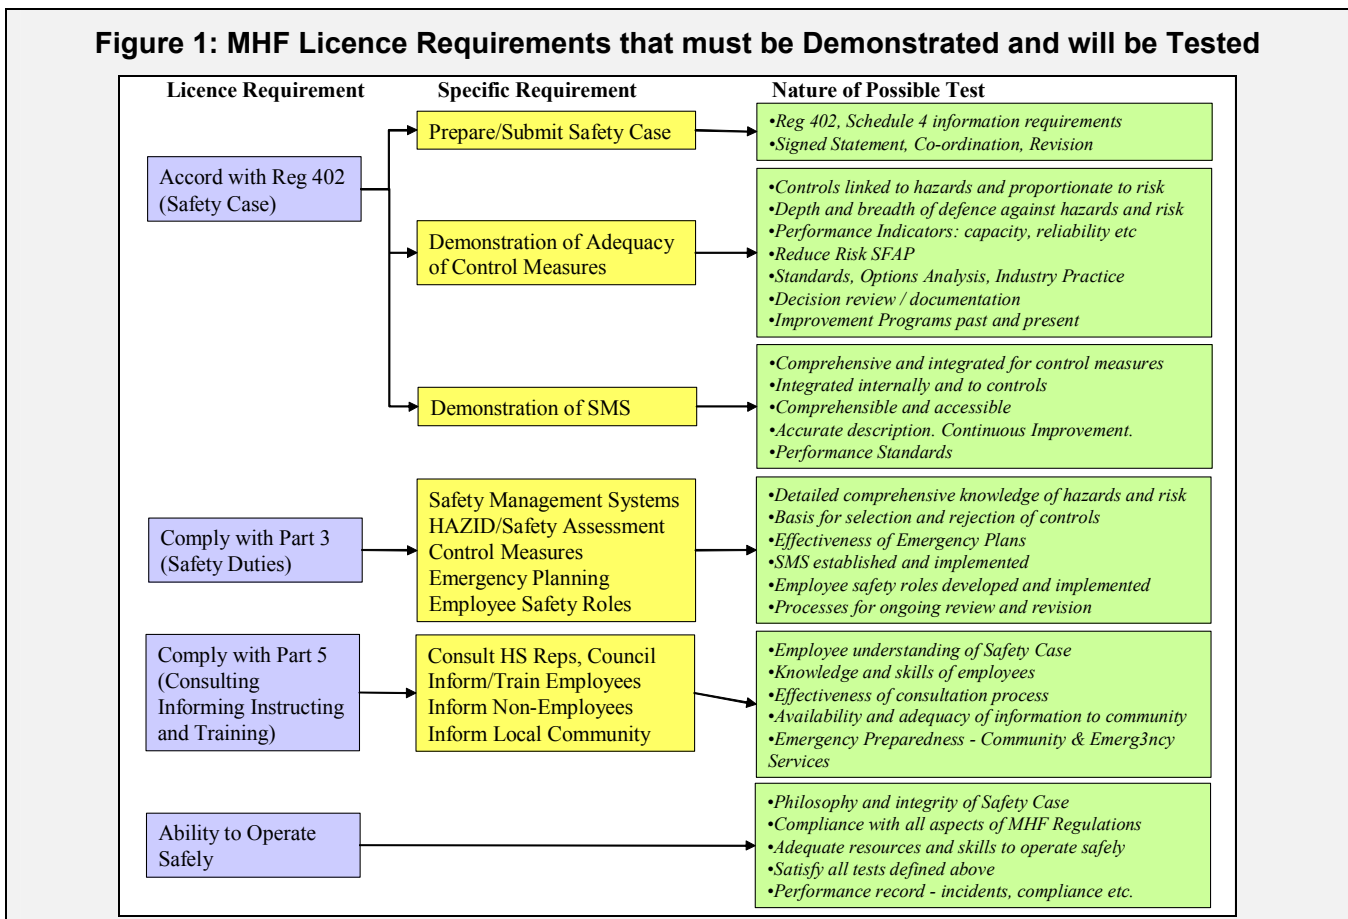 Figure 1: MHF Licence Requirements that must be Demonstrated and will be Tested
Licence Requirement
Specific Requirement
Nature of Possible Test
Accord with Reg 402
(Safety Case)
Prepare/Submit Safety Case
•Reg 402, Schedule 4 information requirements
•Signed Statement, Co-ordination, Revision
Demonstration of Adequacy
of Control Measures
•Controls linked to hazards and proportionate to risk
•Depth and breadth of defence against hazards and risk
•Performance Indicators: capacity, reliability etc
•Reduce Risk SFAP
•Standards, Options Analysis, Industry Practice
•Decision review / documentation
•Improvement Programs past and present
Demonstration of SMS
•Comprehensive and integrated for control measures
•Integrated internally and to controls
•Comprehensible and accessible
•Accurate description. Continuous Improvement.
•Performance Standards
Comply with Part 3
(Safety Duties)
Safety Management Systems
HAZID/Safety Assessment
Control Measures
Emergency Planning
Employee Safety Roles
•Detailed comprehensive knowledge of hazards and risk
•Basis for selection and rejection of controls
•Effectiveness of Emergency Plans
•SMS established and implemented
•Employee safety roles developed and implemented
•Processes for ongoing review and revision
Comply with Part 5
(Consulting
Informing Instructing
and Training)
Consult HS Reps, Council
Inform/Train Employees
Inform Non-Employees
Inform Local Community
•Employee understanding of Safety Case
•Knowledge and skills of employees
•Effectiveness of consultation process
•Availability and adequacy of information to community
•Emergency Preparedness - Community & Emerg3ncy
Services
Ability to Operate
Safely
•Philosophy and integrity of Safety Case
•Compliance with all aspects of MHF Regulations
•Adequate resources and skills to operate safely
•Satisfy all tests defined above
•Performance record - incidents, compliance etc.